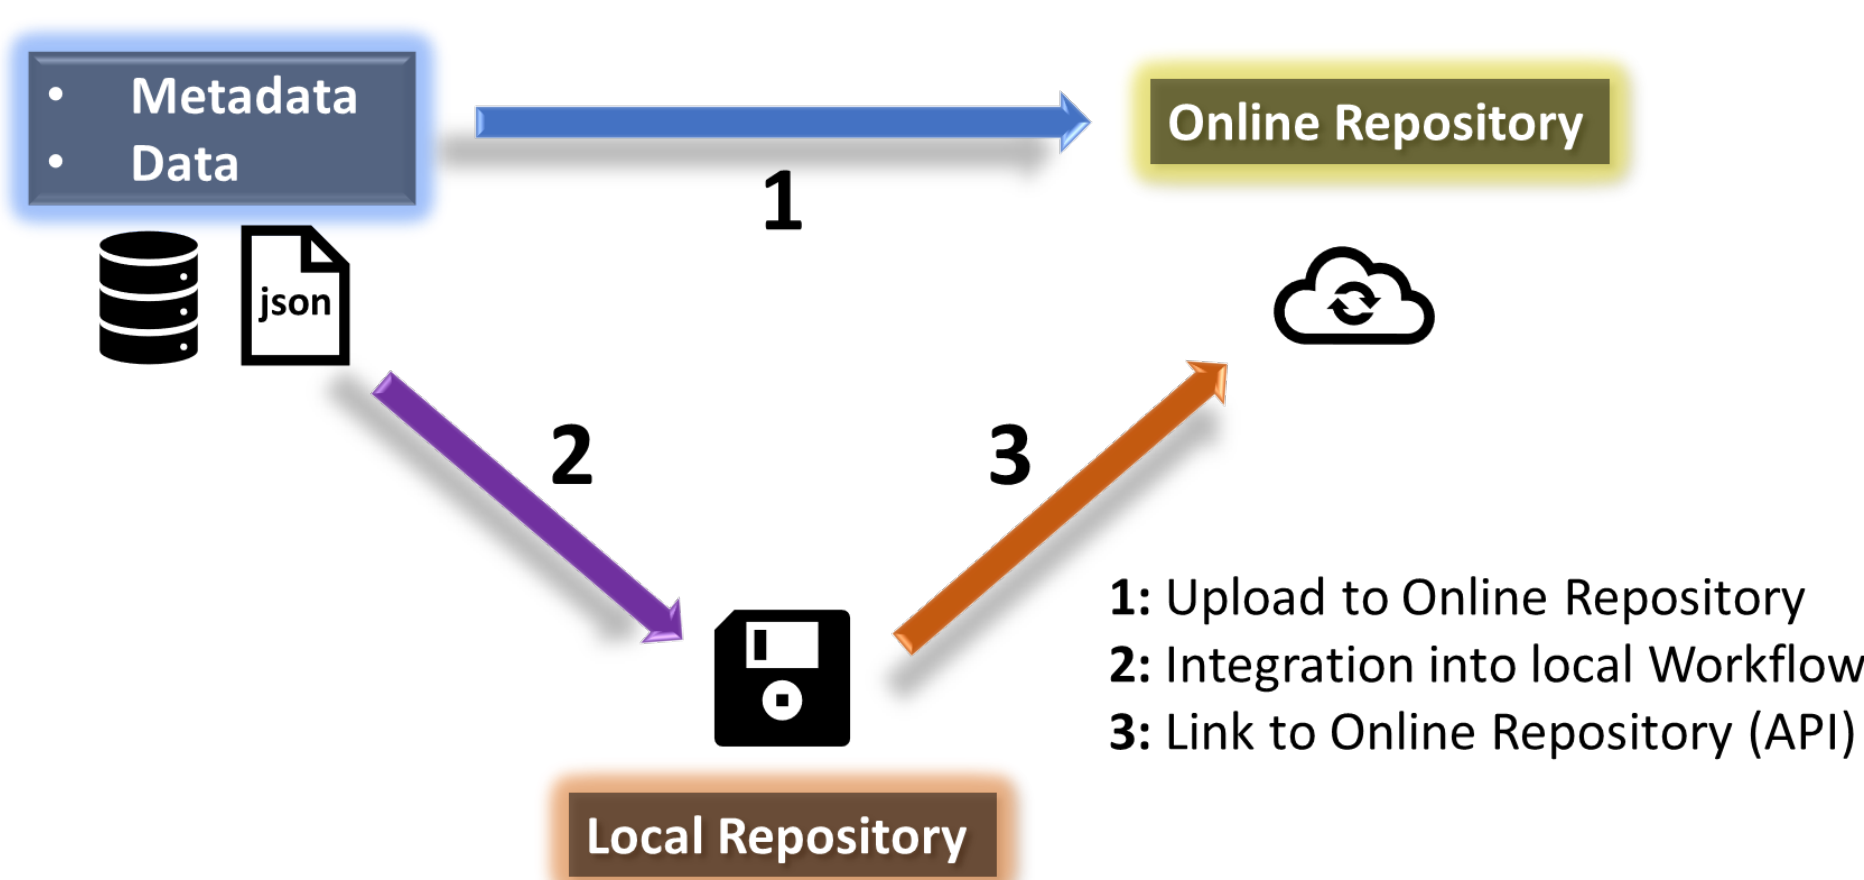 • Metadata
• Data
Online Repository
1
json
2
3
1: Upload to Online Repository
2: Integration into local Workflow
3: Link to Online Repository (API)
Local Repository